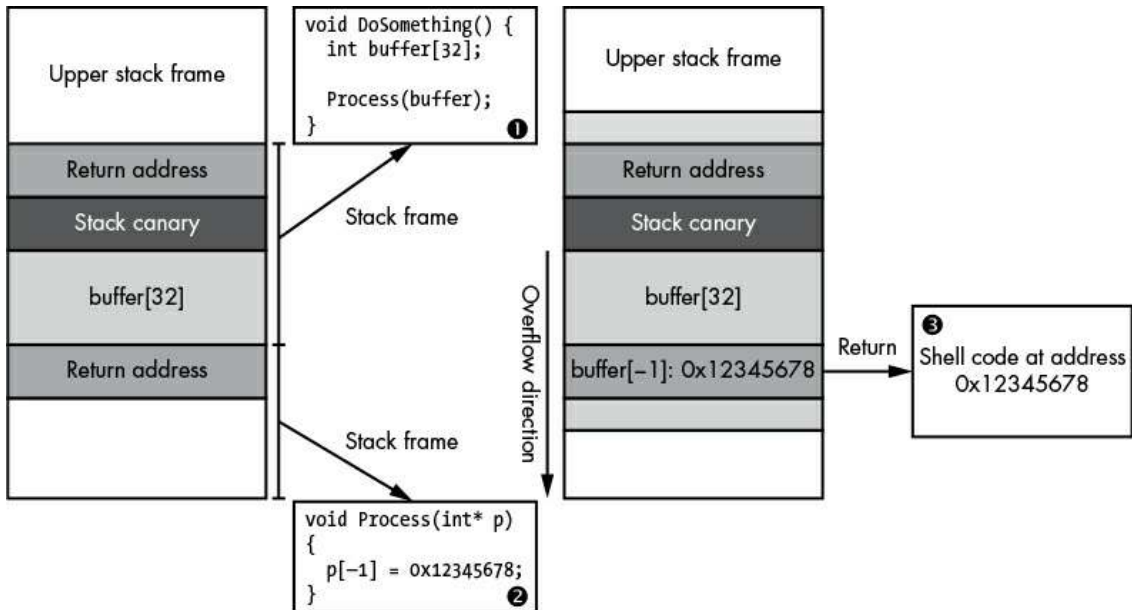 Upper stack frame
Return address
Stack canary
buffer[32]
Return address
void DoSomething() {
  int buffer[32];
  Process(buffer);
}
❶
Stack frame
Stack frame
void Process(int* p)
{
  p[−1] = 0x12345678;
}
❷
Overflow direction
Upper stack frame
Return address
Stack canary
buffer[32]
buffer[−1]: 0x12345678
Return
❸
Shell code at address
0x12345678